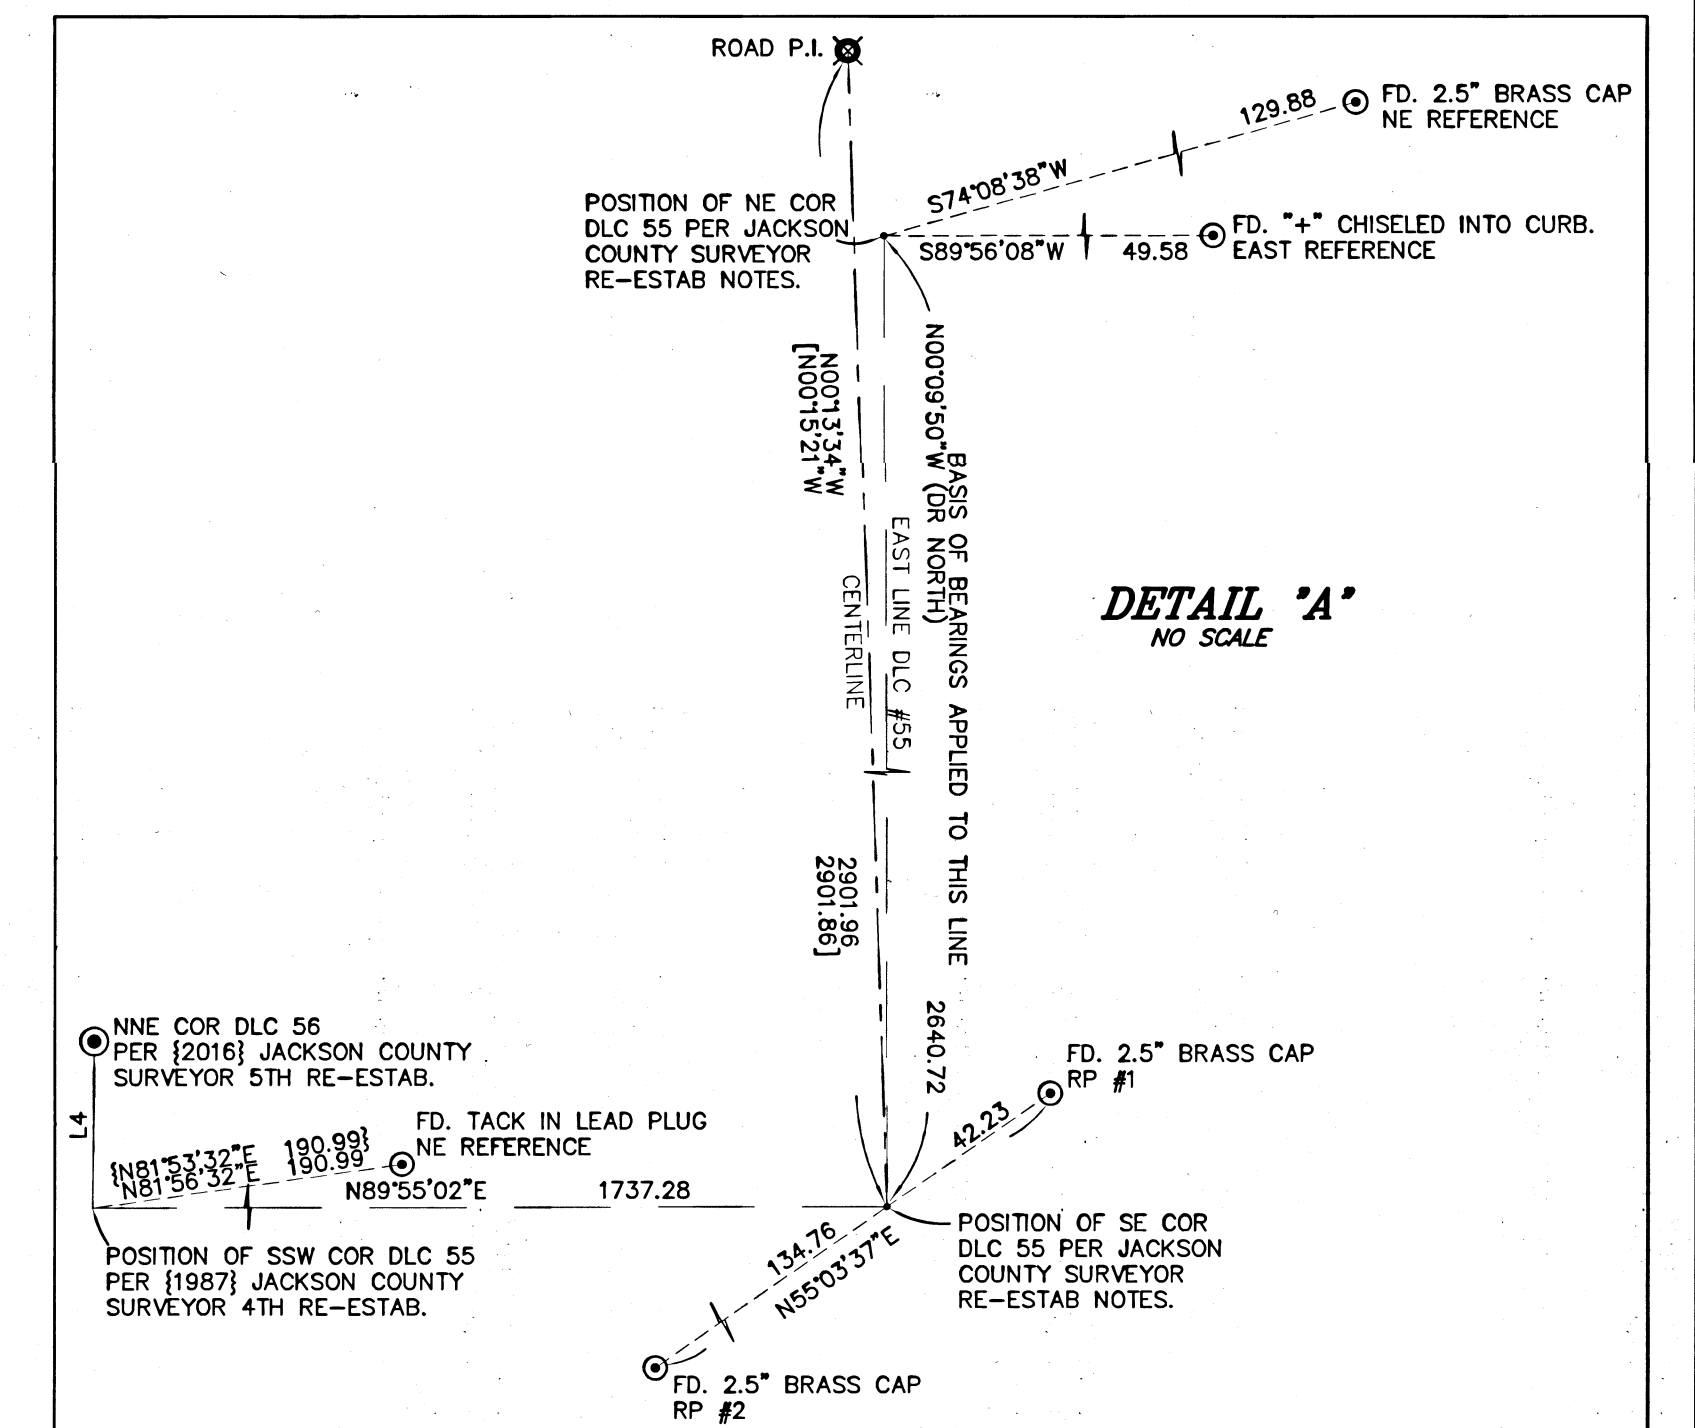 ROAD P.I.
FD. 2.5" BRASS CAP
NE REFERENCE
129.88
S74°08'38"W
POSITION OF NE COR
DLC 55 PER JACKSON
COUNTY SURVEYOR
RE-ESTAB NOTES.
FD. "+" CHISELED INTO CURB.
EAST REFERENCE
S89°56'08"W
49.58
N00°13'34"W
[N00°15'21"W
N00°09'50"W (DR NORTH)
BASIS OF BEARINGS APPLIED TO THIS LINE
EAST LINE DLC #55
CENTERLINE
DETAIL "A"
NO SCALE
2901.96
2901.86]
2640.72
NNE COR DLC 56
PER {2016} JACKSON COUNTY
SURVEYOR 5TH RE-ESTAB.
L4
FD. TACK IN LEAD PLUG
NE REFERENCE
{N81°53'32"E 190.99}
N81°56'32"E 190.99
N89°55'02"E 1737.28
FD. 2.5" BRASS CAP
RP #1
42.23
POSITION OF SSW COR DLC 55
PER {1987} JACKSON COUNTY
SURVEYOR 4TH RE-ESTAB.
134.76
N55°03'37"E
POSITION OF SE COR
DLC 55 PER JACKSON
COUNTY SURVEYOR
RE-ESTAB NOTES.
FD. 2.5" BRASS CAP
RP #2